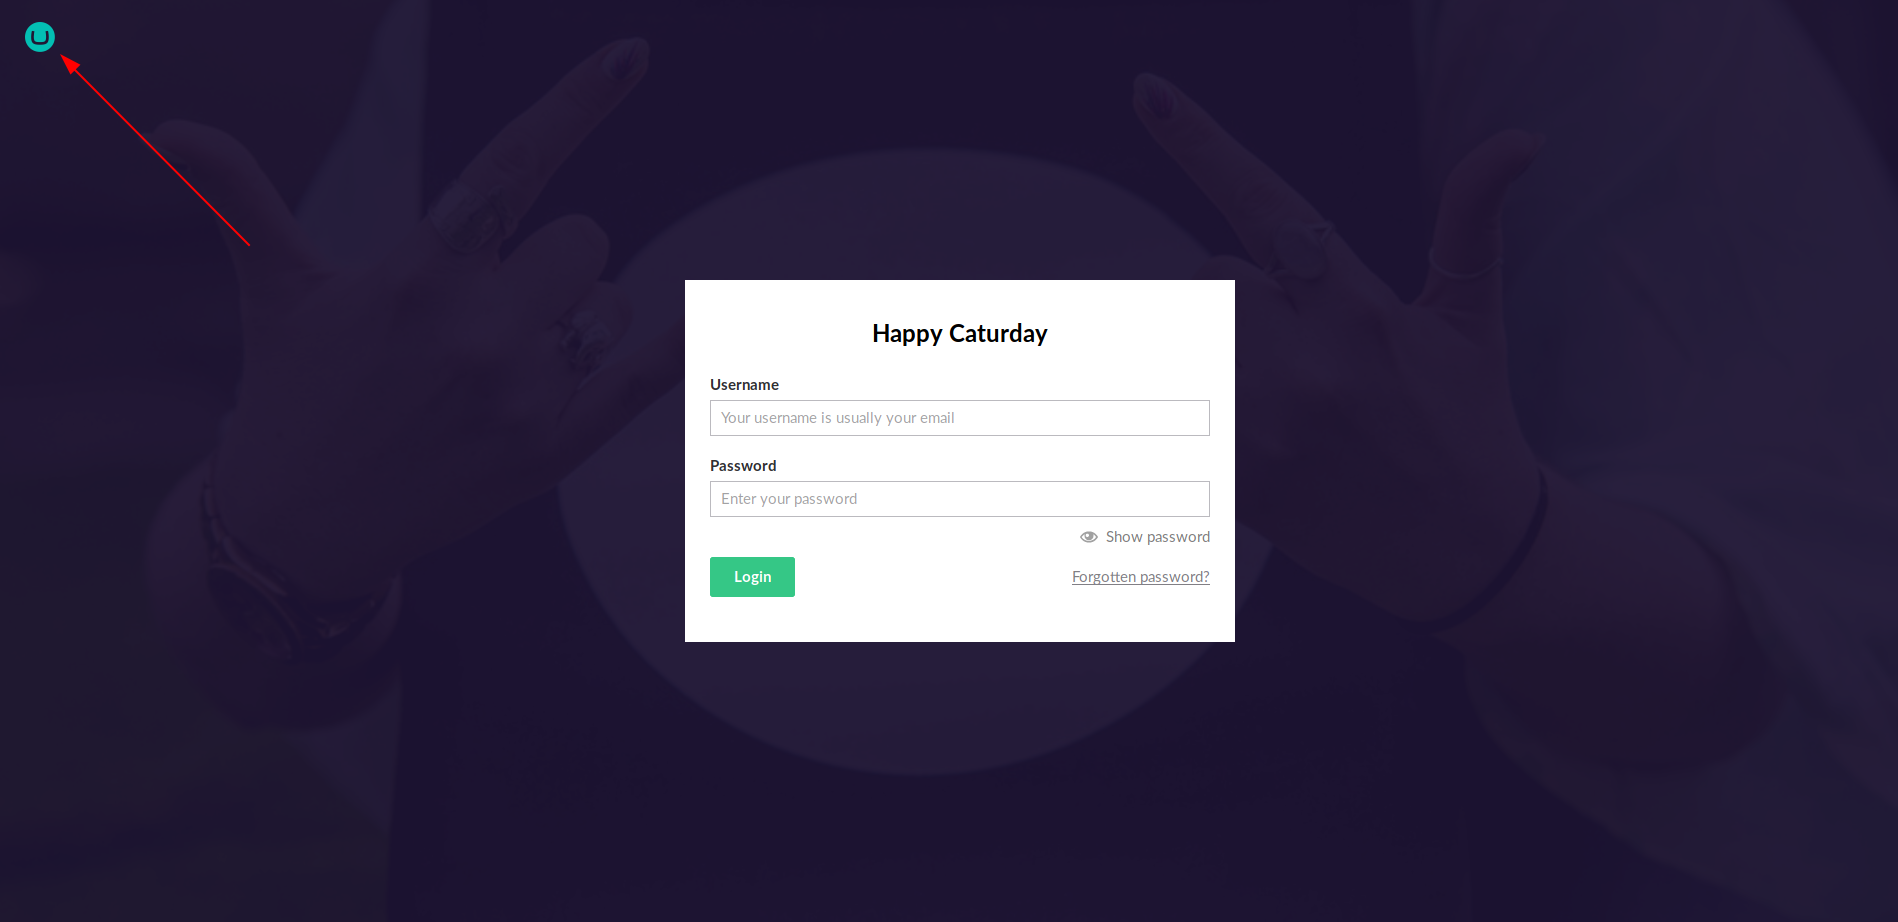 Happy Caturday
Username
Your username is usually your email
Password
Enter your password
Show password
Login
Forgotten password?